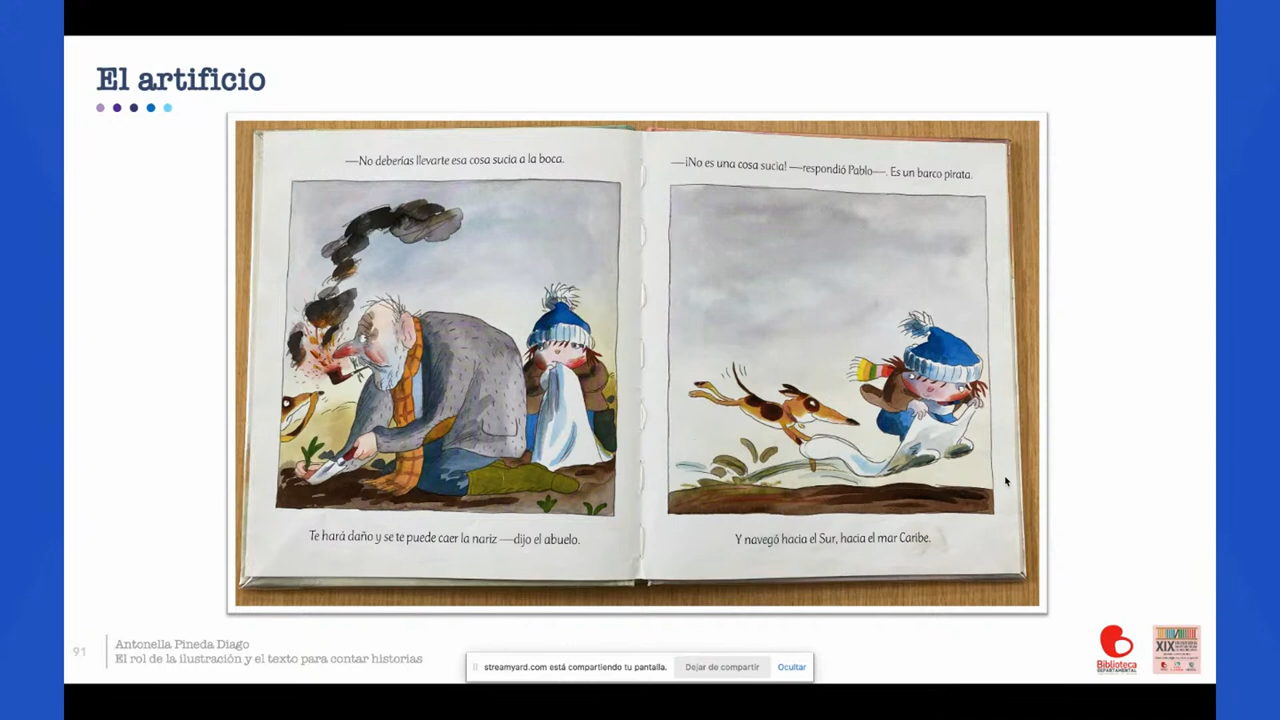 El artificio
—No deberías llevarte esa cosa sucia a la boca.
Te hará daño y se te puede caer la nariz —dijo el abuelo.
—¡No es una cosa sucia! —respondió Pablo—. Es un barco pirata.
Y navegó hacia el Sur, hacia el mar Caribe.
91
Antonella Pineda Diago
El rol de la ilustración y el texto para contar historias
streamyard.com está compartiendo tu pantalla.
Dejar de compartir
Ocultar
Biblioteca
DEPARTAMENTAL
XIX